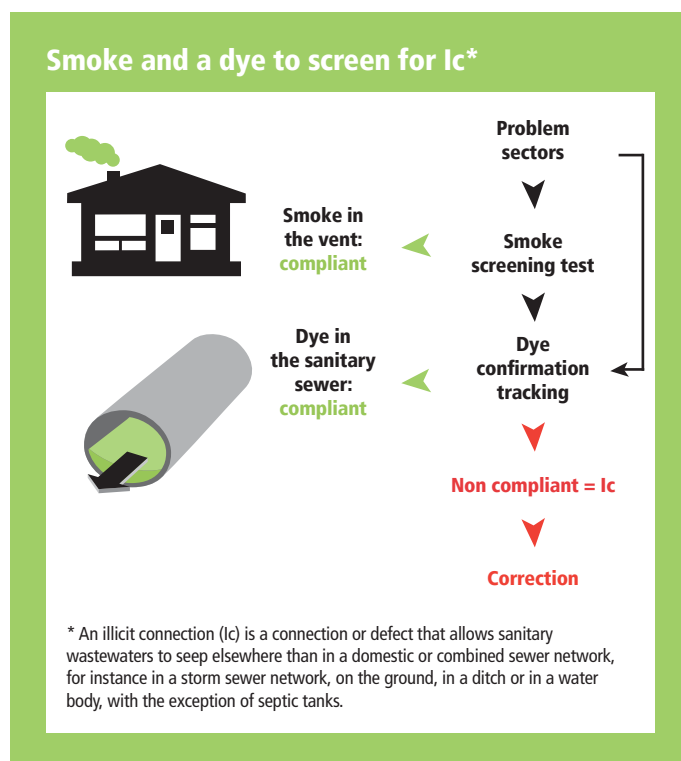 Smoke and a dye to screen for Ic*
Problem
sectors
Smoke in
the vent:
compliant
Smoke
screening test
Dye in
the sanitary
sewer:
compliant
Dye
confirmation
tracking
Non compliant = Ic
Correction
* An illicit connection (Ic) is a connection or defect that allows sanitary
wastewaters to seep elsewhere than in a domestic or combined sewer network,
for instance in a storm sewer network, on the ground, in a ditch or in a water
body, with the exception of septic tanks.